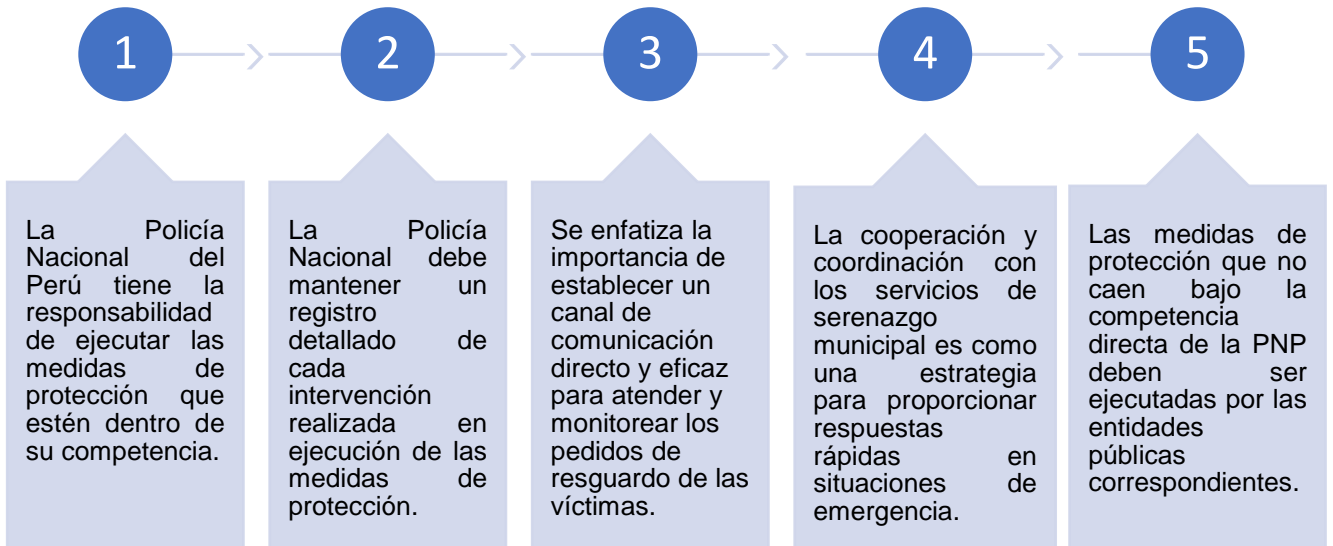 1
2
3
4
5
La Policía
Nacional del
Perú tiene la
responsabilidad
de ejecutar las
medidas de
protección que
estén dentro de
su competencia.
La Policía
Nacional debe
mantener un
registro
detallado de
cada
intervención
realizada en
ejecución de las
medidas de
protección.
Se enfatiza la
importancia de
establecer un
canal de
comunicación
directo y eficaz
para atender y
monitorear los
pedidos de
resguardo de las
víctimas.
La cooperación y
coordinación con
los servicios de
serenazgo
municipal es como
una estrategia
para proporcionar
respuestas
rápidas en
situaciones de
emergencia.
Las medidas de
protección que no
caen bajo la
competencia
directa de la PNP
deben ser
ejecutadas por las
entidades
públicas
correspondientes.